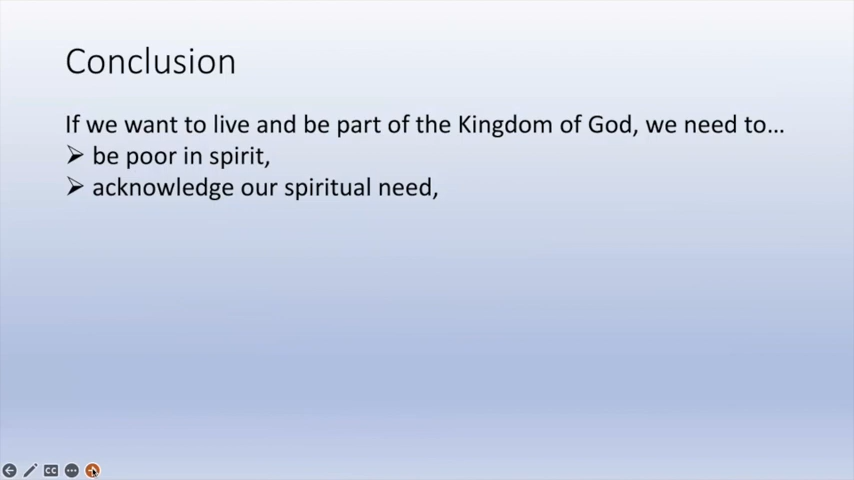 Conclusion
If we want to live and be part of the Kingdom of God, we need to…
➢ be poor in spirit,
➢ acknowledge our spiritual need,
CC